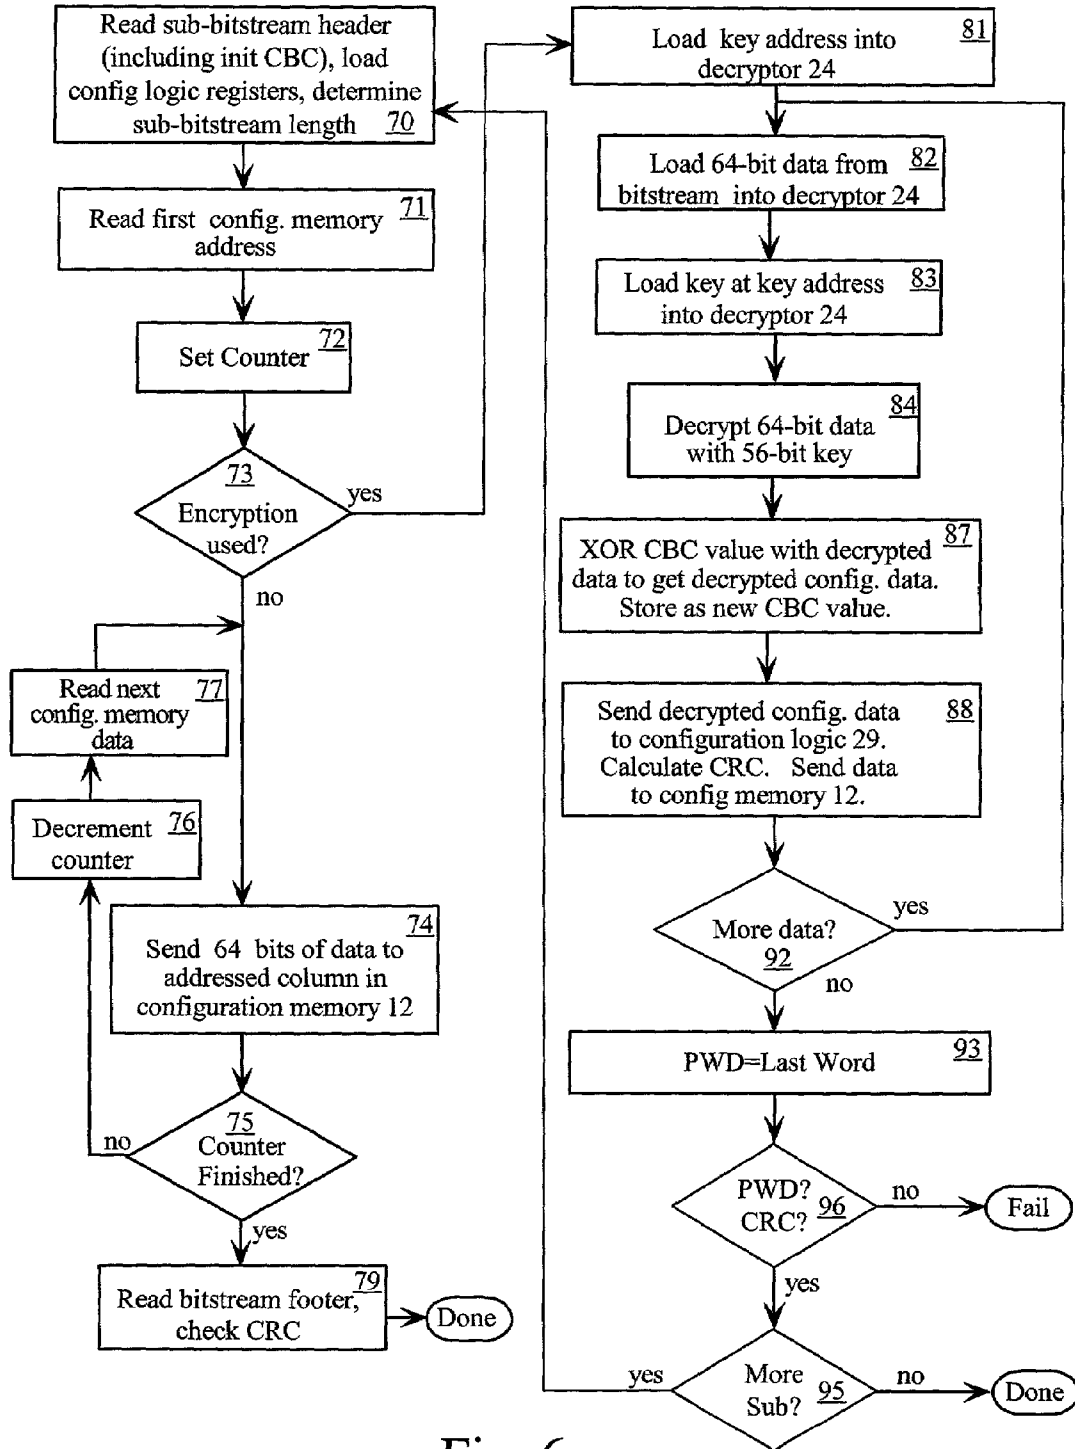 Read sub-bitstream header
(including init CBC), load
config logic registers, determine
sub-bitstream length 70
Read first config. memory 71
address
Set Counter 72
73
Encryption
used?
yes
no
Read next 77
config. memory
data
Decrement 76
counter
74
Send 64 bits of data to
addressed column in
configuration memory 12
75
Counter
Finished?
no
yes
79
Read bitstream footer,
check CRC
Done
81
Load key address into
decryptor 24
82
Load 64-bit data from
bitstream into decryptor 24
Load key at key address 83
into decryptor 24
84
Decrypt 64-bit data
with 56-bit key
87
XOR CBC value with decrypted
data to get decrypted config. data.
Store as new CBC value.
Send decrypted config. data 88
to configuration logic 29.
Calculate CRC. Send data
to config memory 12.
More data?
92
yes
no
PWD=Last Word 93
PWD?
CRC? 96
no
Fail
yes
More
Sub? 95
yes
no
Done